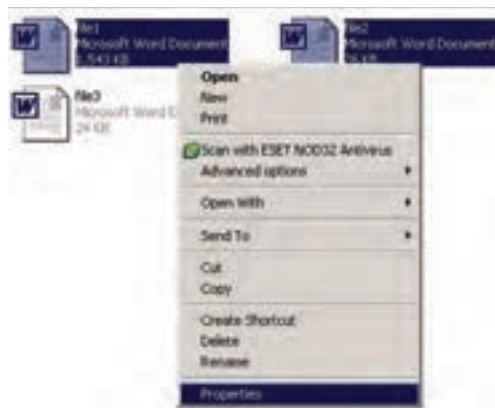 file1
Microsoft Word Document
1,543 KB
file2
Microsoft Word Document
KB
file3
Microsoft Word D
24 KB
Open
New
Print
Scan with ESET NOD32 Antivirus
Advanced options
Open With
Send To
Cut
Copy
Create Shortcut
Delete
Rename
Properties